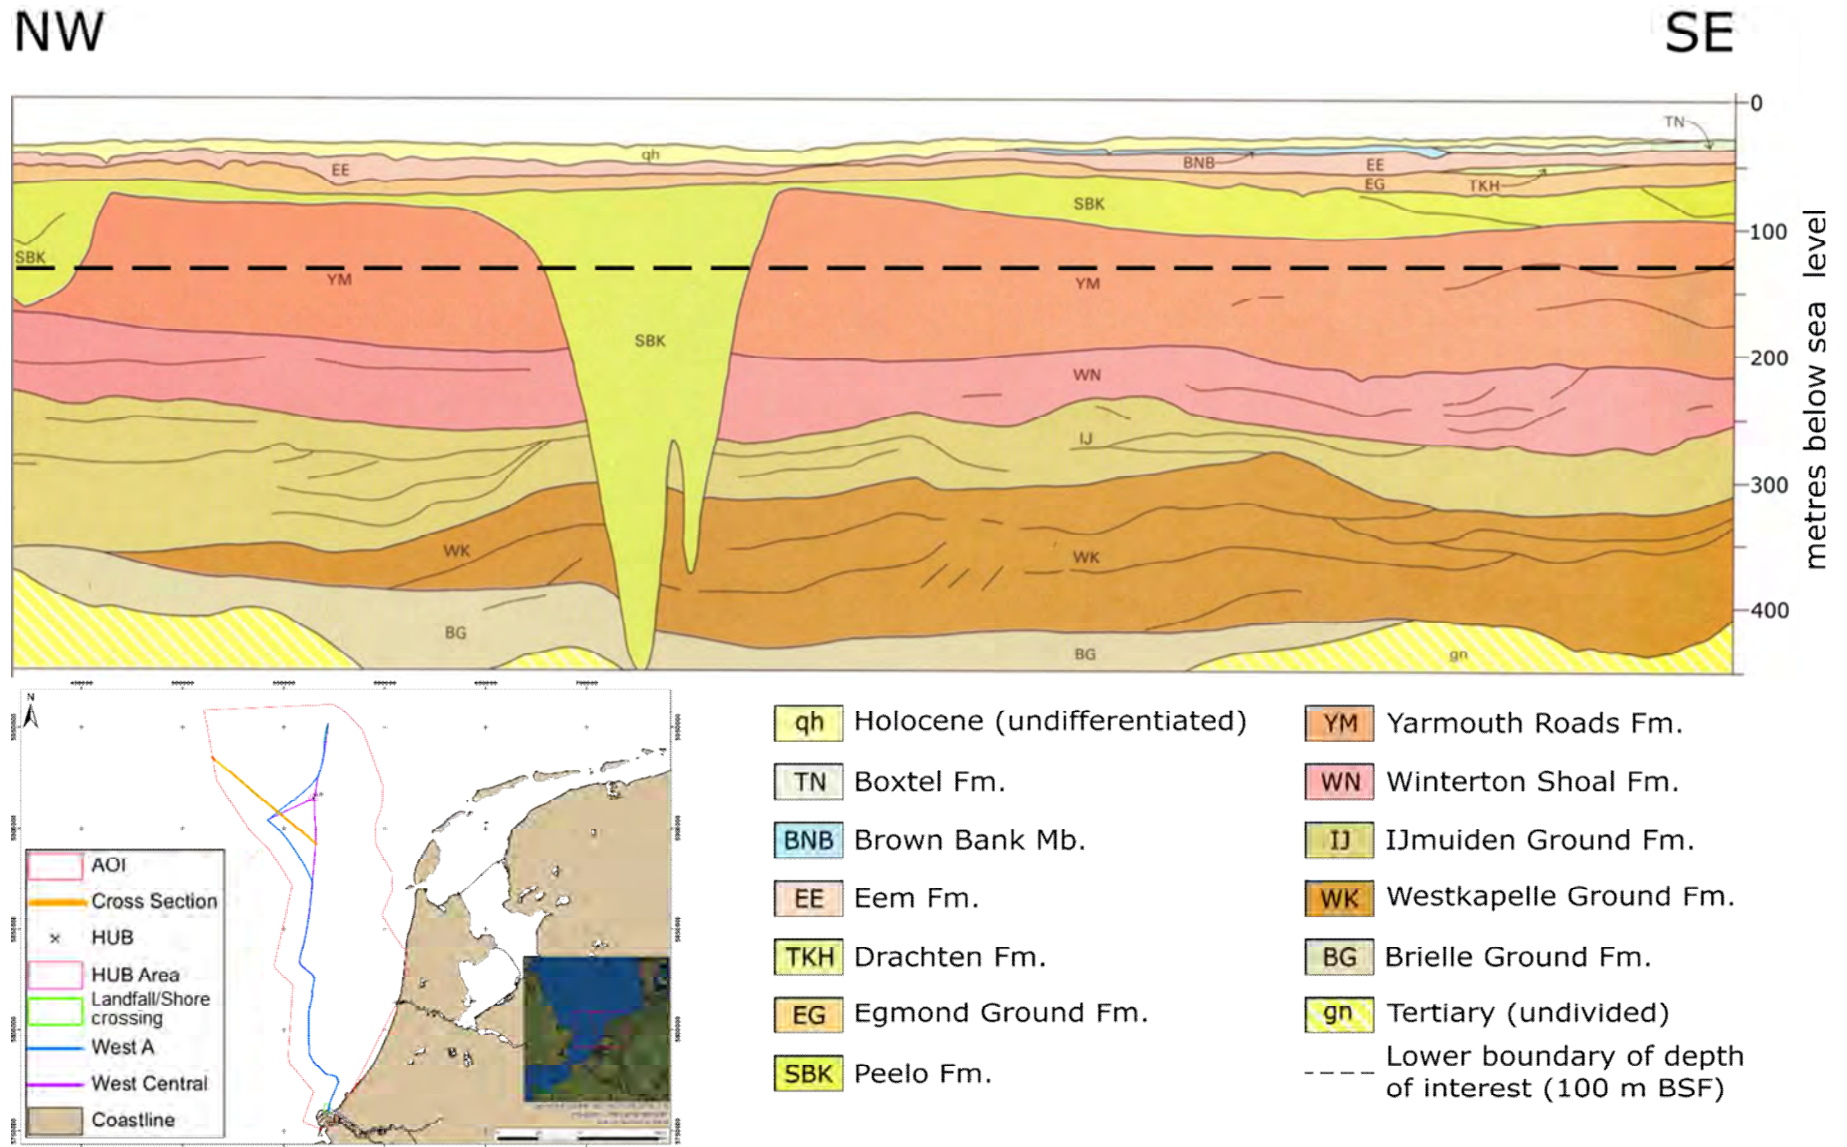 NW
SE
0
TN
qh
BNB
EE
EE
EG
TKH
SBK
100
SBK
YM
YM
SBK
200
WN
IJ
300
WK
WK
400
BG
BG
gn
metres below sea level
N
AOI
Cross Section
HUB
HUB Area
Landfall/Shore
crossing
West A
West Central
Coastline
qh Holocene (undifferentiated)
TN Boxtel Fm.
BNB Brown Bank Mb.
EE Eem Fm.
TKH Drachten Fm.
EG Egmond Ground Fm.
SBK Peelo Fm.
YM Yarmouth Roads Fm.
WN Winterton Shoal Fm.
IJ IJmuiden Ground Fm.
WK Westkapelle Ground Fm.
BG Brielle Ground Fm.
gn Tertiary (undivided)
Lower boundary of depth
of interest (100 m BSF)